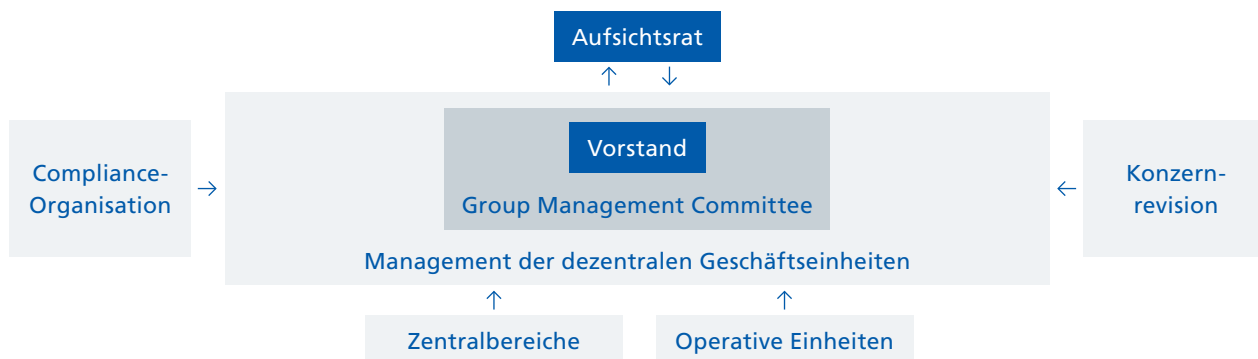 Aufsichtsrat
Vorstand
Compliance-
Organisation
Group Management Committee
Konzern-
revision
Management der dezentralen Geschäftseinheiten
Zentralbereiche
Operative Einheiten